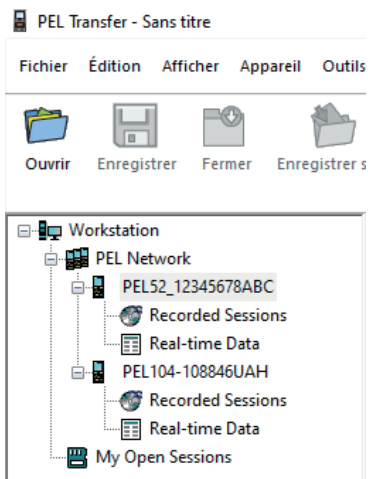 PEL Transfer - Sans titre
Fichier Édition Afficher Appareil Outils
Ouvrir Enregistrer Fermer Enregistrer s
Workstation
PEL Network
PEL52_12345678ABC
Recorded Sessions
Real-time Data
PEL104-108846UAH
Recorded Sessions
Real-time Data
My Open Sessions